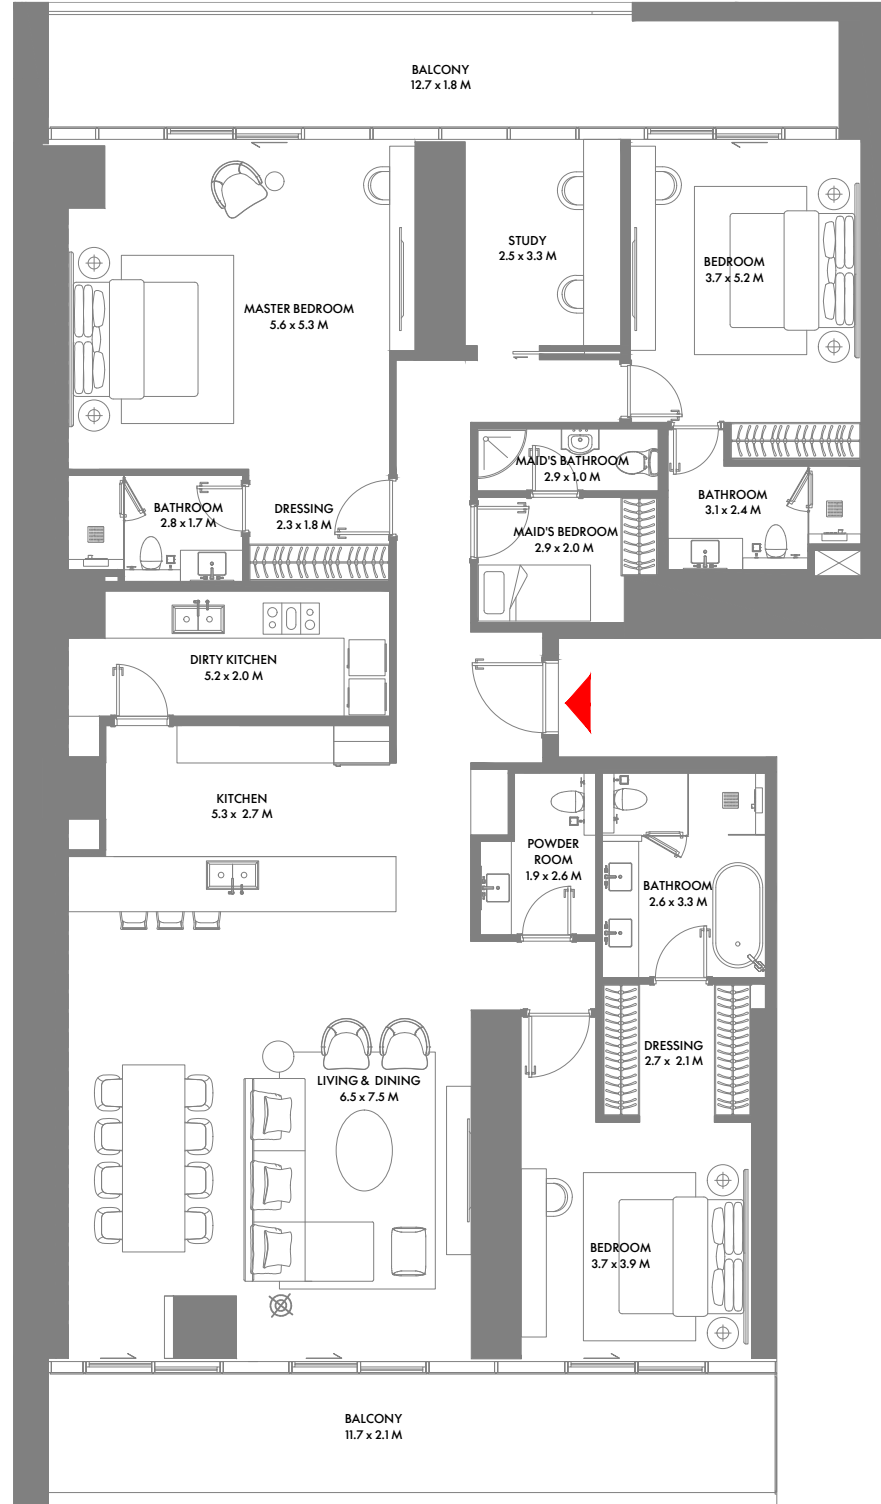 BALCONY
12.7 x 1.8 M
STUDY
2.5 x 3.3 M
BEDROOM
3.7 x 5.2 M
MASTER BEDROOM
5.6 x 5.3 M
MAID'S BATHROOM
2.9 x 1.0 M
BATHROOM
2.8 x 1.7 M
DRESSING
2.3 x 1.8 M
BATHROOM
3.1 x 2.4 M
MAID'S BEDROOM
2.9 x 2.0 M
DIRTY KITCHEN
5.2 x 2.0 M
KITCHEN
5.3 x 2.7 M
POWDER
ROOM
1.9 x 2.6 M
BATHROOM
2.6 x 3.3 M
DRESSING
2.7 x 2.1 M
LIVING & DINING
6.5 x 7.5 M
BEDROOM
3.7 x 3.9 M
BALCONY
11.7 x 2.1 M